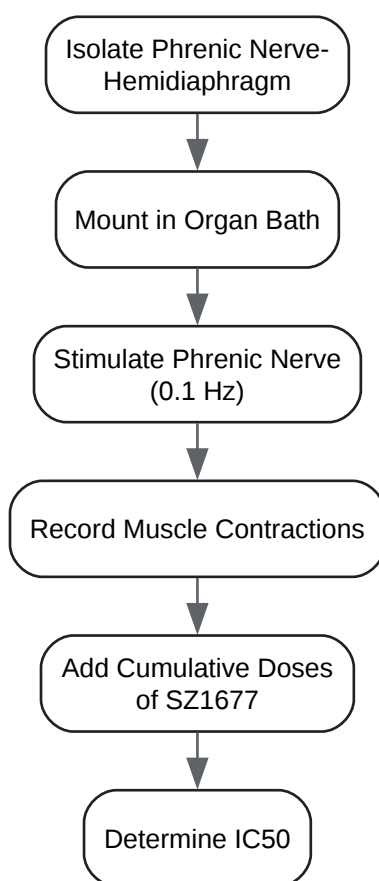 Isolate Phrenic Nerve-
Hemidiaphragm
Mount in Organ Bath
Stimulate Phrenic Nerve
(0.1 Hz)
Record Muscle Contractions
Add Cumulative Doses
of SZ1677
Determine IC50